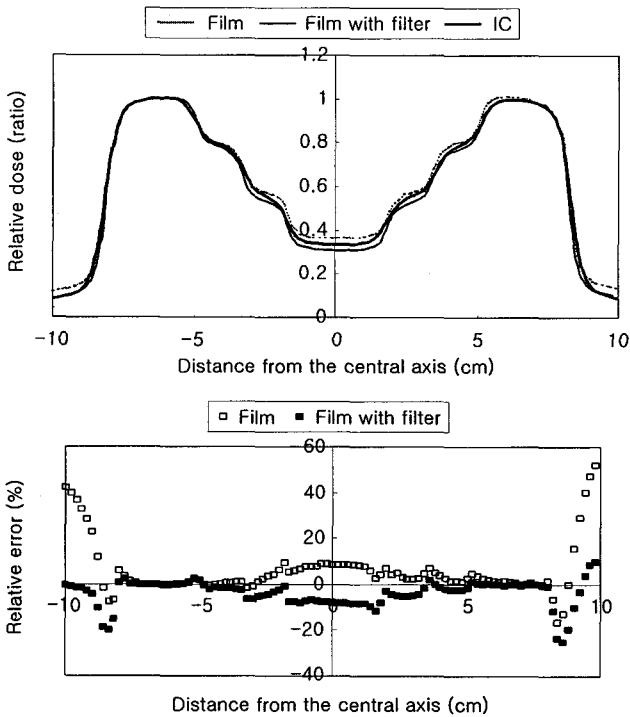 Film Film with filter IC
Relative dose (ratio)
1.2
1
0.8
0.6
0.4
0.2
0
−10 −5 0 5 10
Distance from the central axis (cm)
Film Film with filter
Relative error (%)
60
40
20
0
−20
−40
−10 −5 0 5 10
Distance from the central axis (cm)